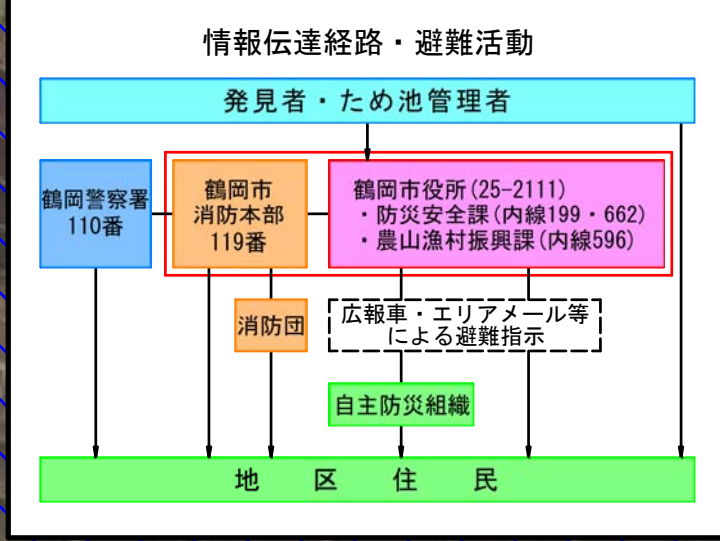 情報伝達経路・避難活動
発見者・ため池管理者
鶴岡警察署
110番
鶴岡市
消防本部
119番
鶴岡市役所(25-2111)
・防災安全課(内線199・662)
・農山漁村振興課(内線596)
消防団
広報車・エリアメール等
による避難指示
自主防災組織
地区住民